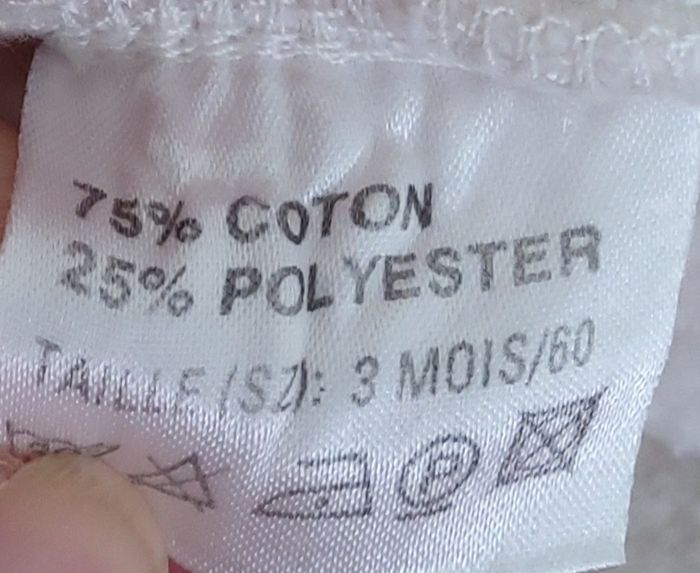 75% COTON
25% POLYESTER
TAILLE (SZ): 3 MOIS/60
P